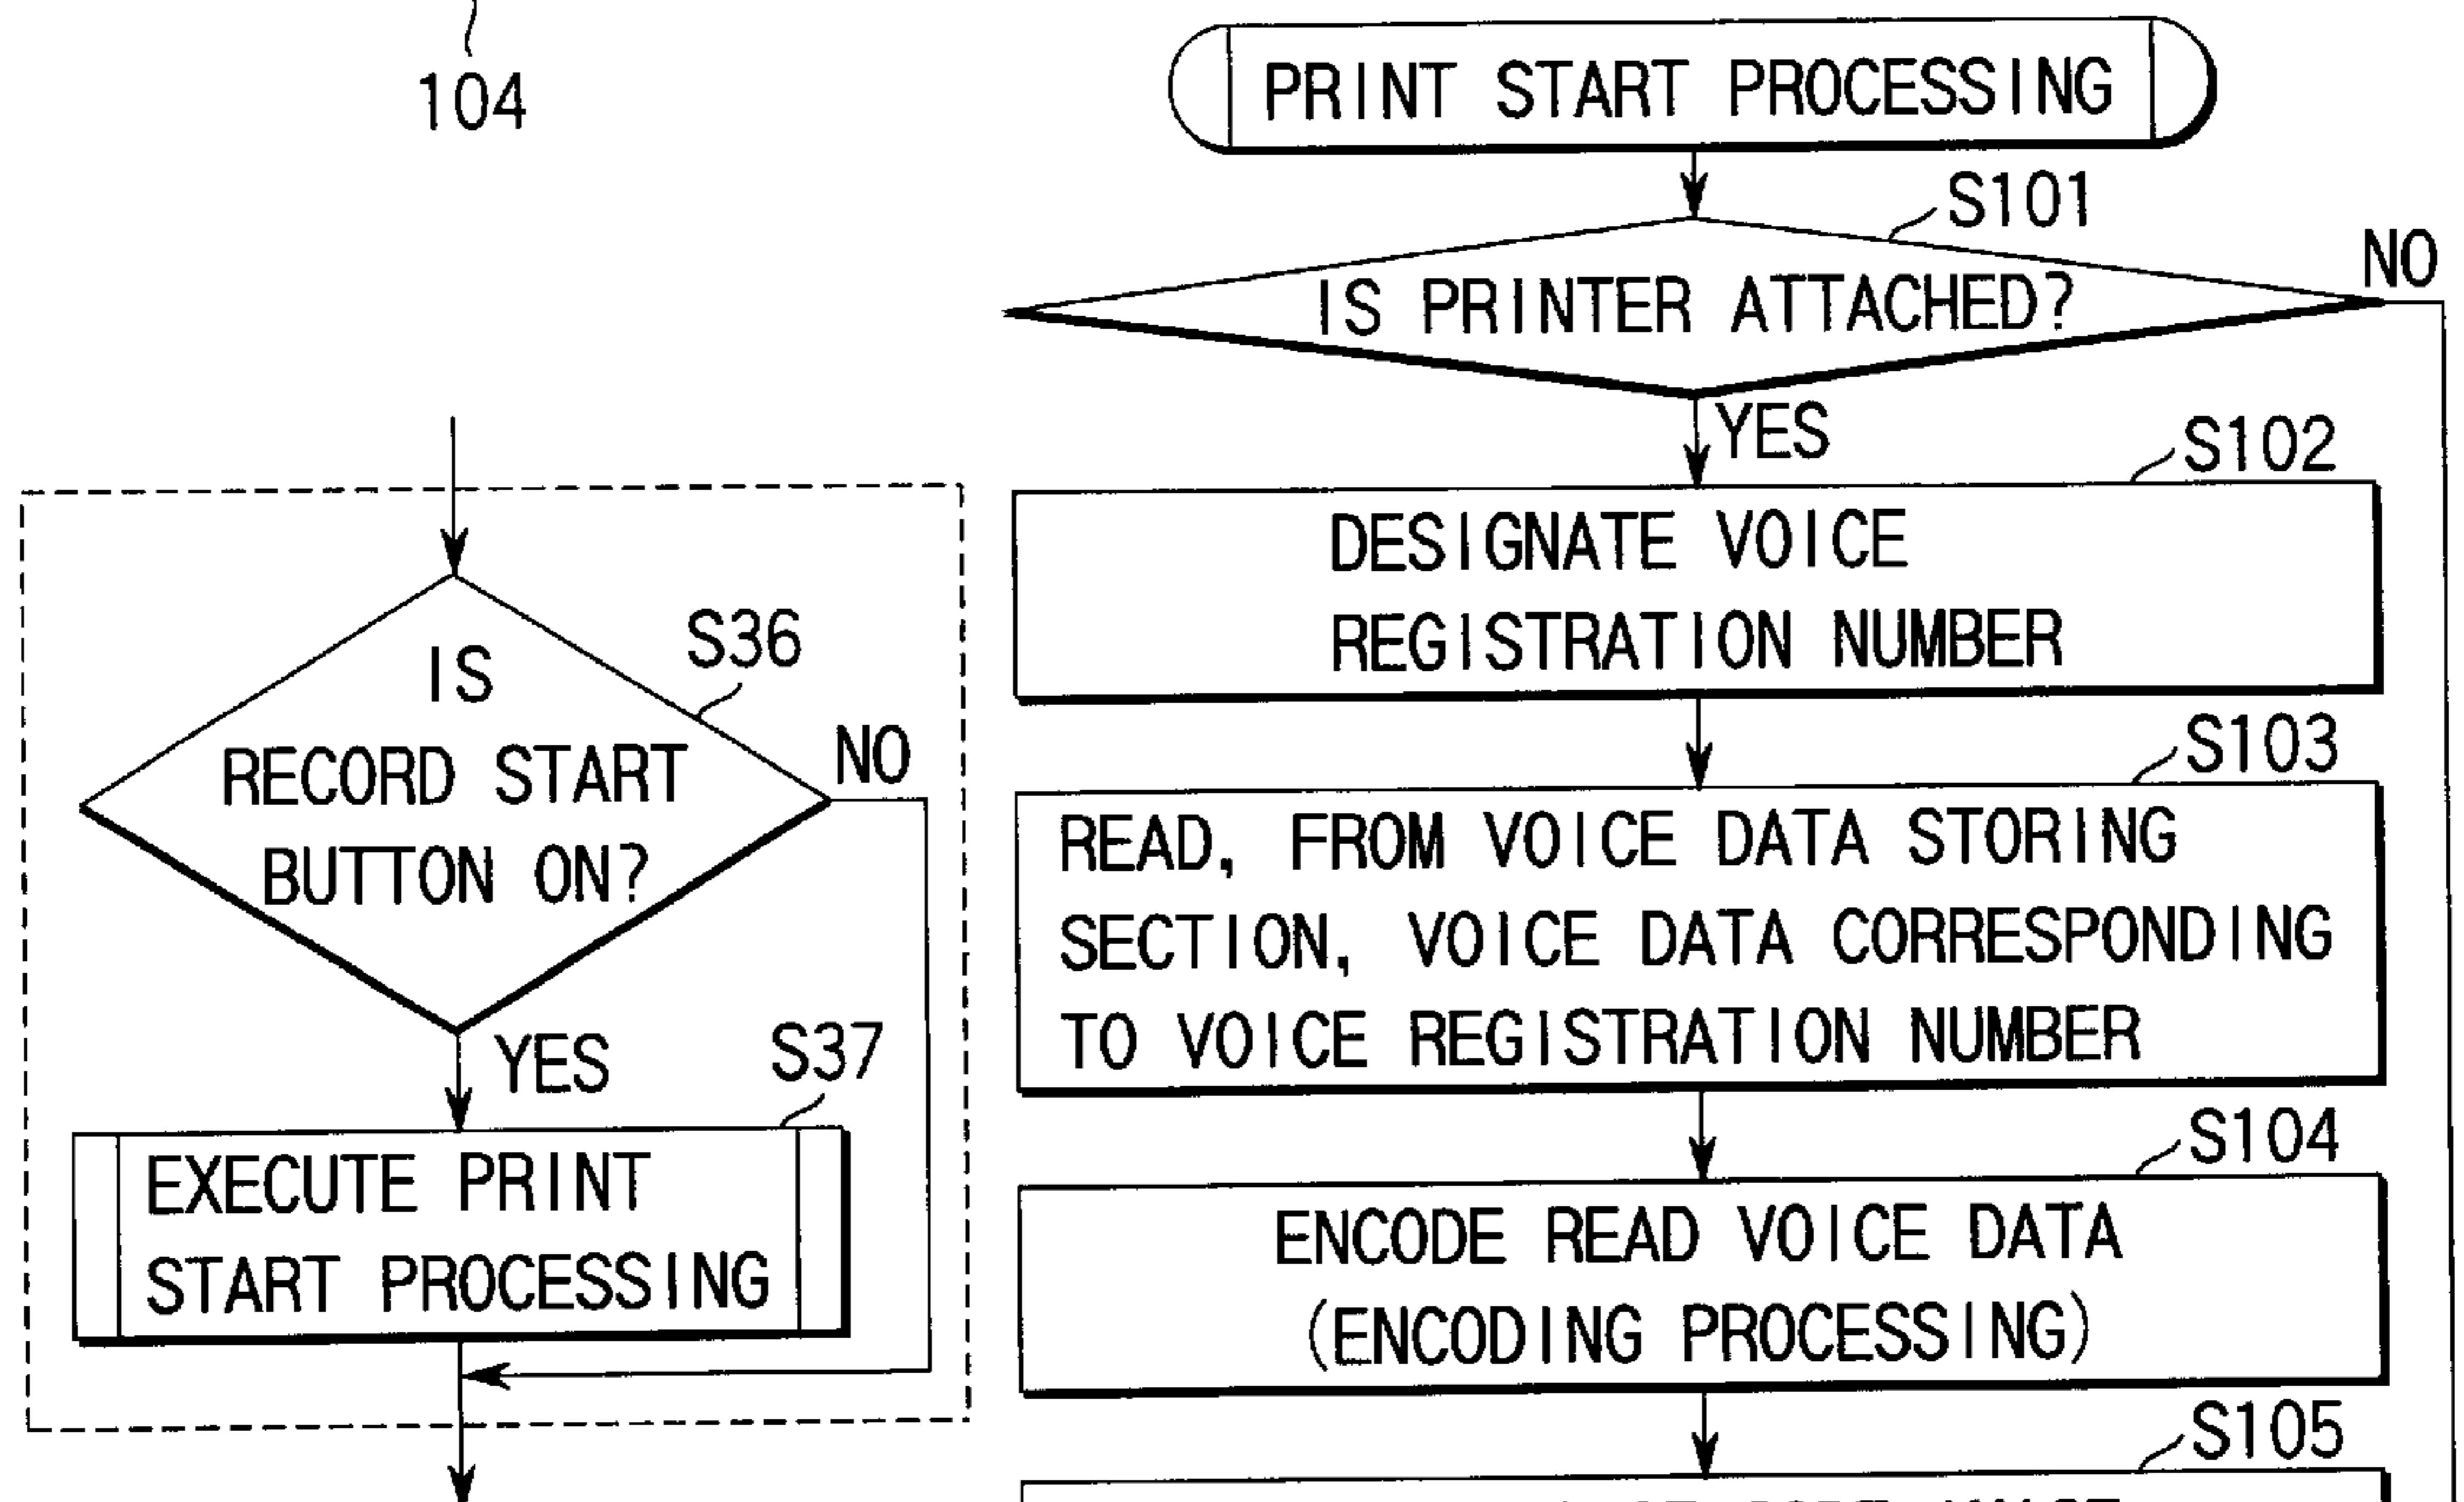 104
PRINT START PROCESSING
S101
IS PRINTER ATTACHED?
NO
YES
S102
DESIGNATE VOICE
REGISTRATION NUMBER
S103
READ, FROM VOICE DATA STORING
SECTION, VOICE DATA CORRESPONDING
TO VOICE REGISTRATION NUMBER
S104
ENCODE READ VOICE DATA
(ENCODING PROCESSING)
S105
S36
IS
RECORD START
BUTTON ON?
NO
YES
S37
EXECUTE PRINT
START PROCESSING